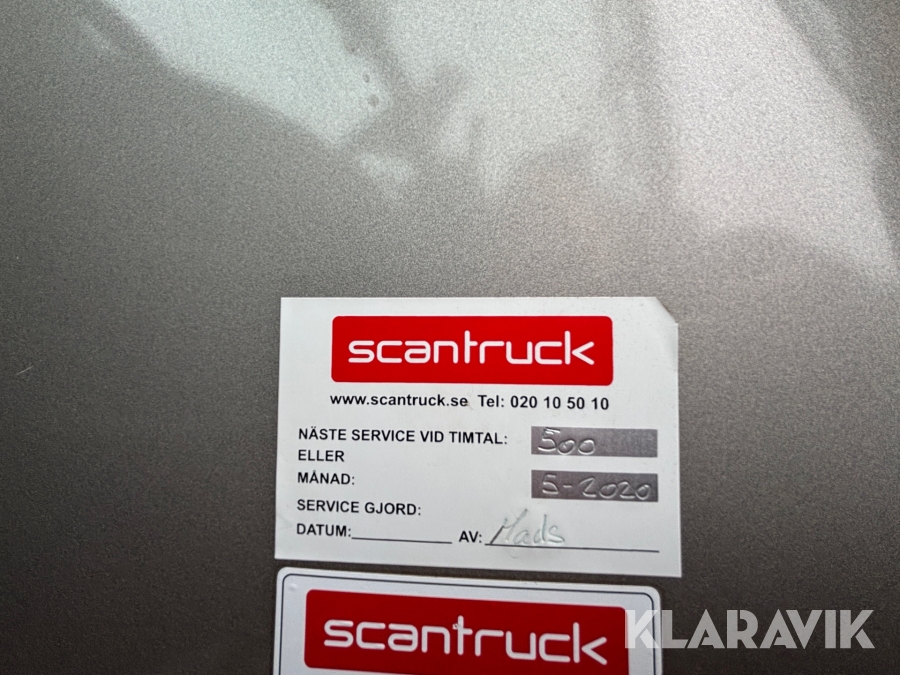 scantruck
www.scantruck.se Tel: 020 10 50 10
NÄSTE SERVICE VID TIMTAL: 500
ELLER
MÅNAD: 5-2020
SERVICE GJORD:
DATUM: AV: Mads
scantruck
KLARAVIK